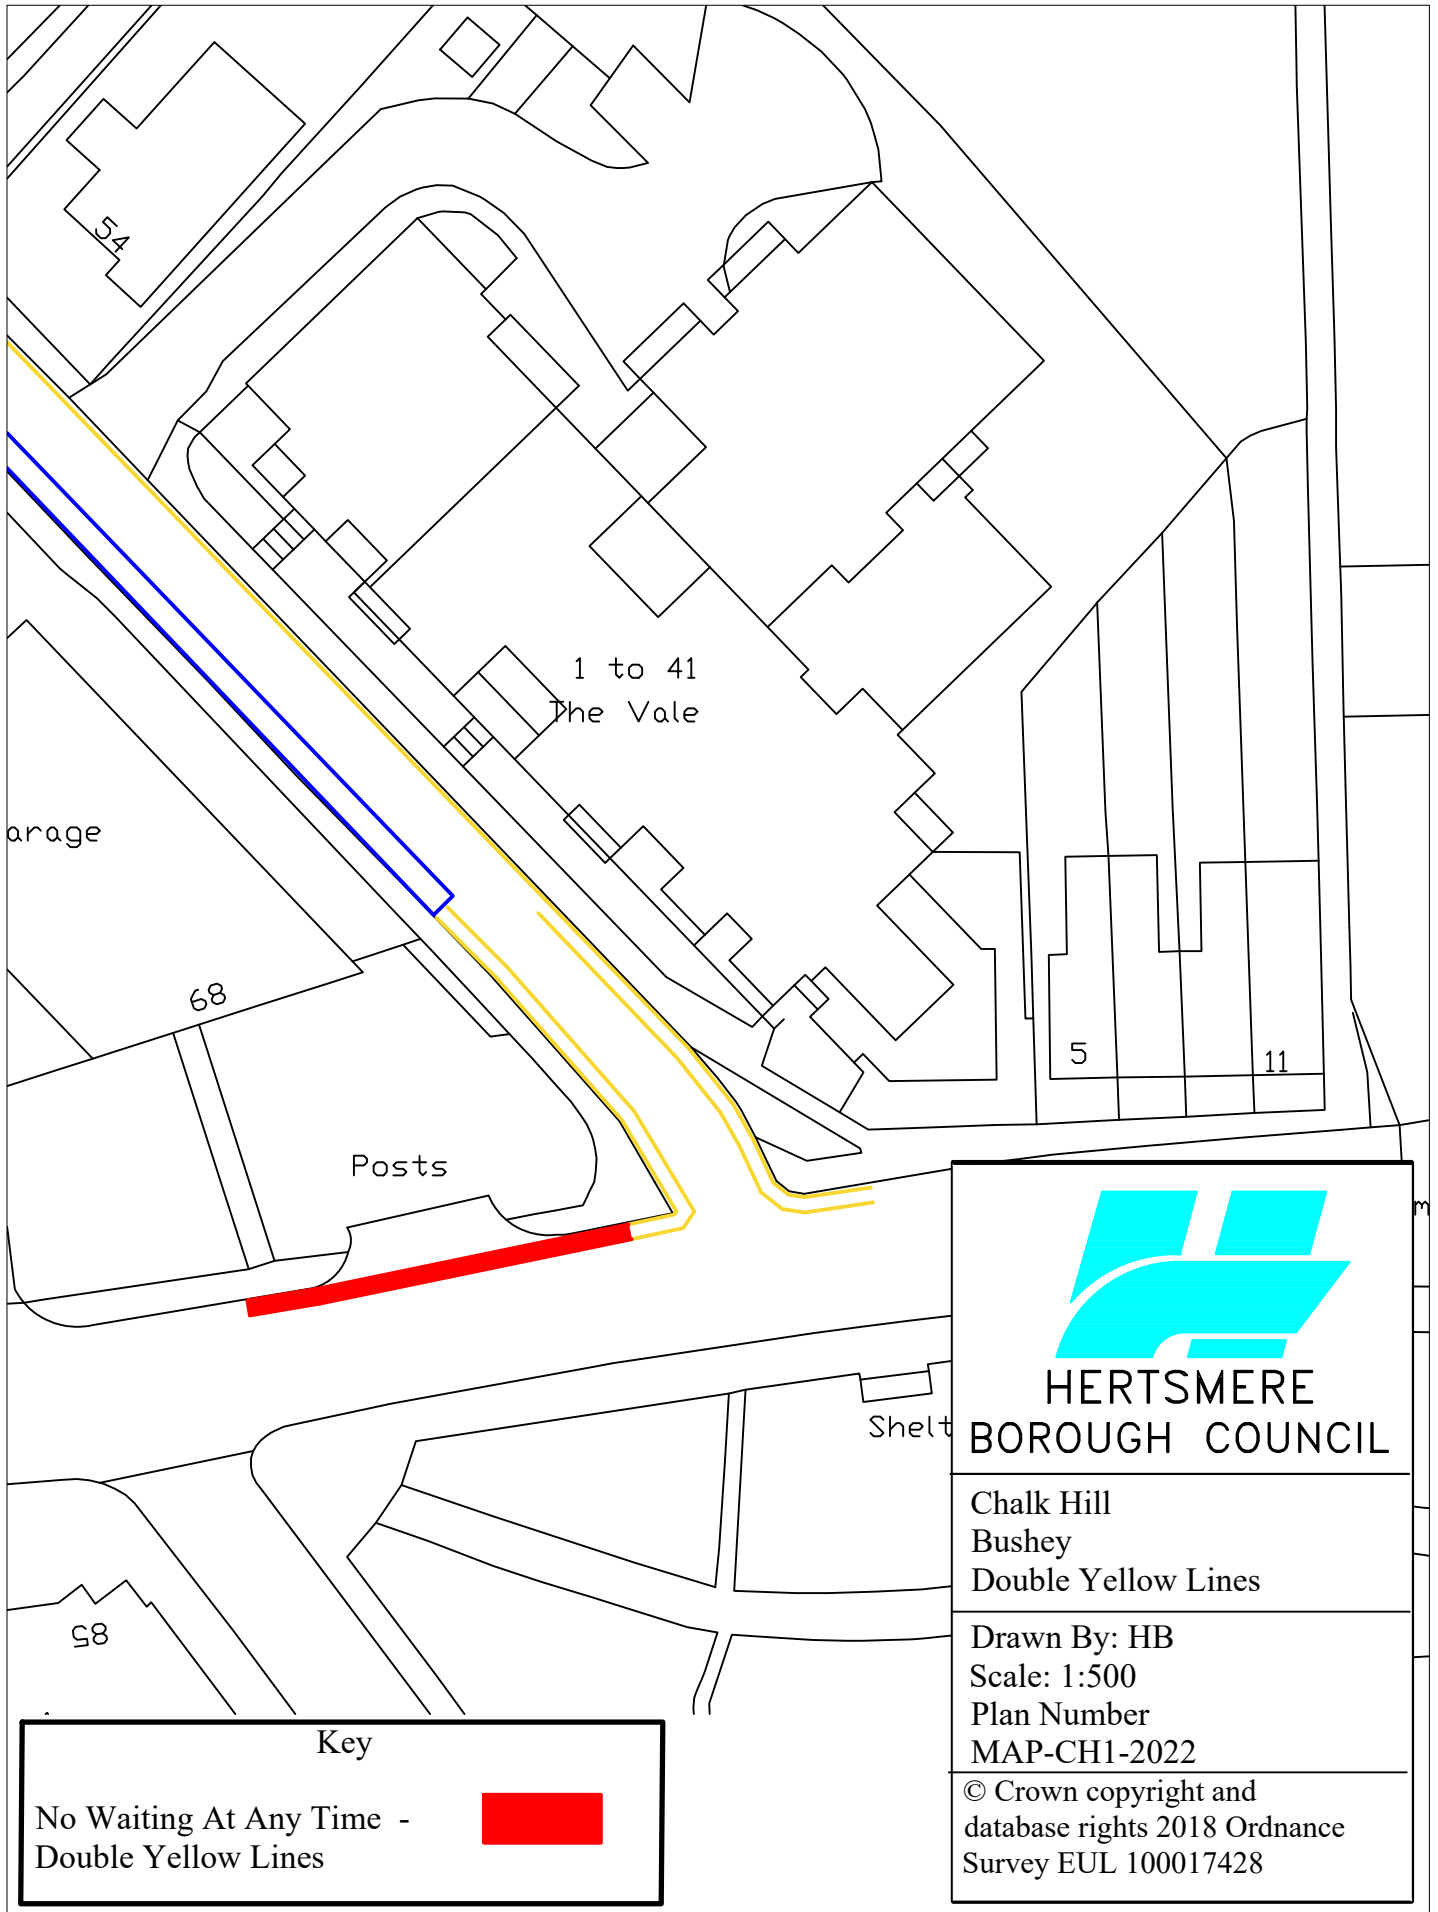 54
1 to 41
The Vale
arage
68
5
11
Posts
m
Shelt
HERTSMERE
BOROUGH COUNCIL
Chalk Hill
Bushey
Double Yellow Lines
Drawn By: HB
Scale: 1:500
Plan Number
MAP-CH1-2022
© Crown copyright and
database rights 2018 Ordnance
Survey EUL 100017428
85
Key
No Waiting At Any Time -
Double Yellow Lines